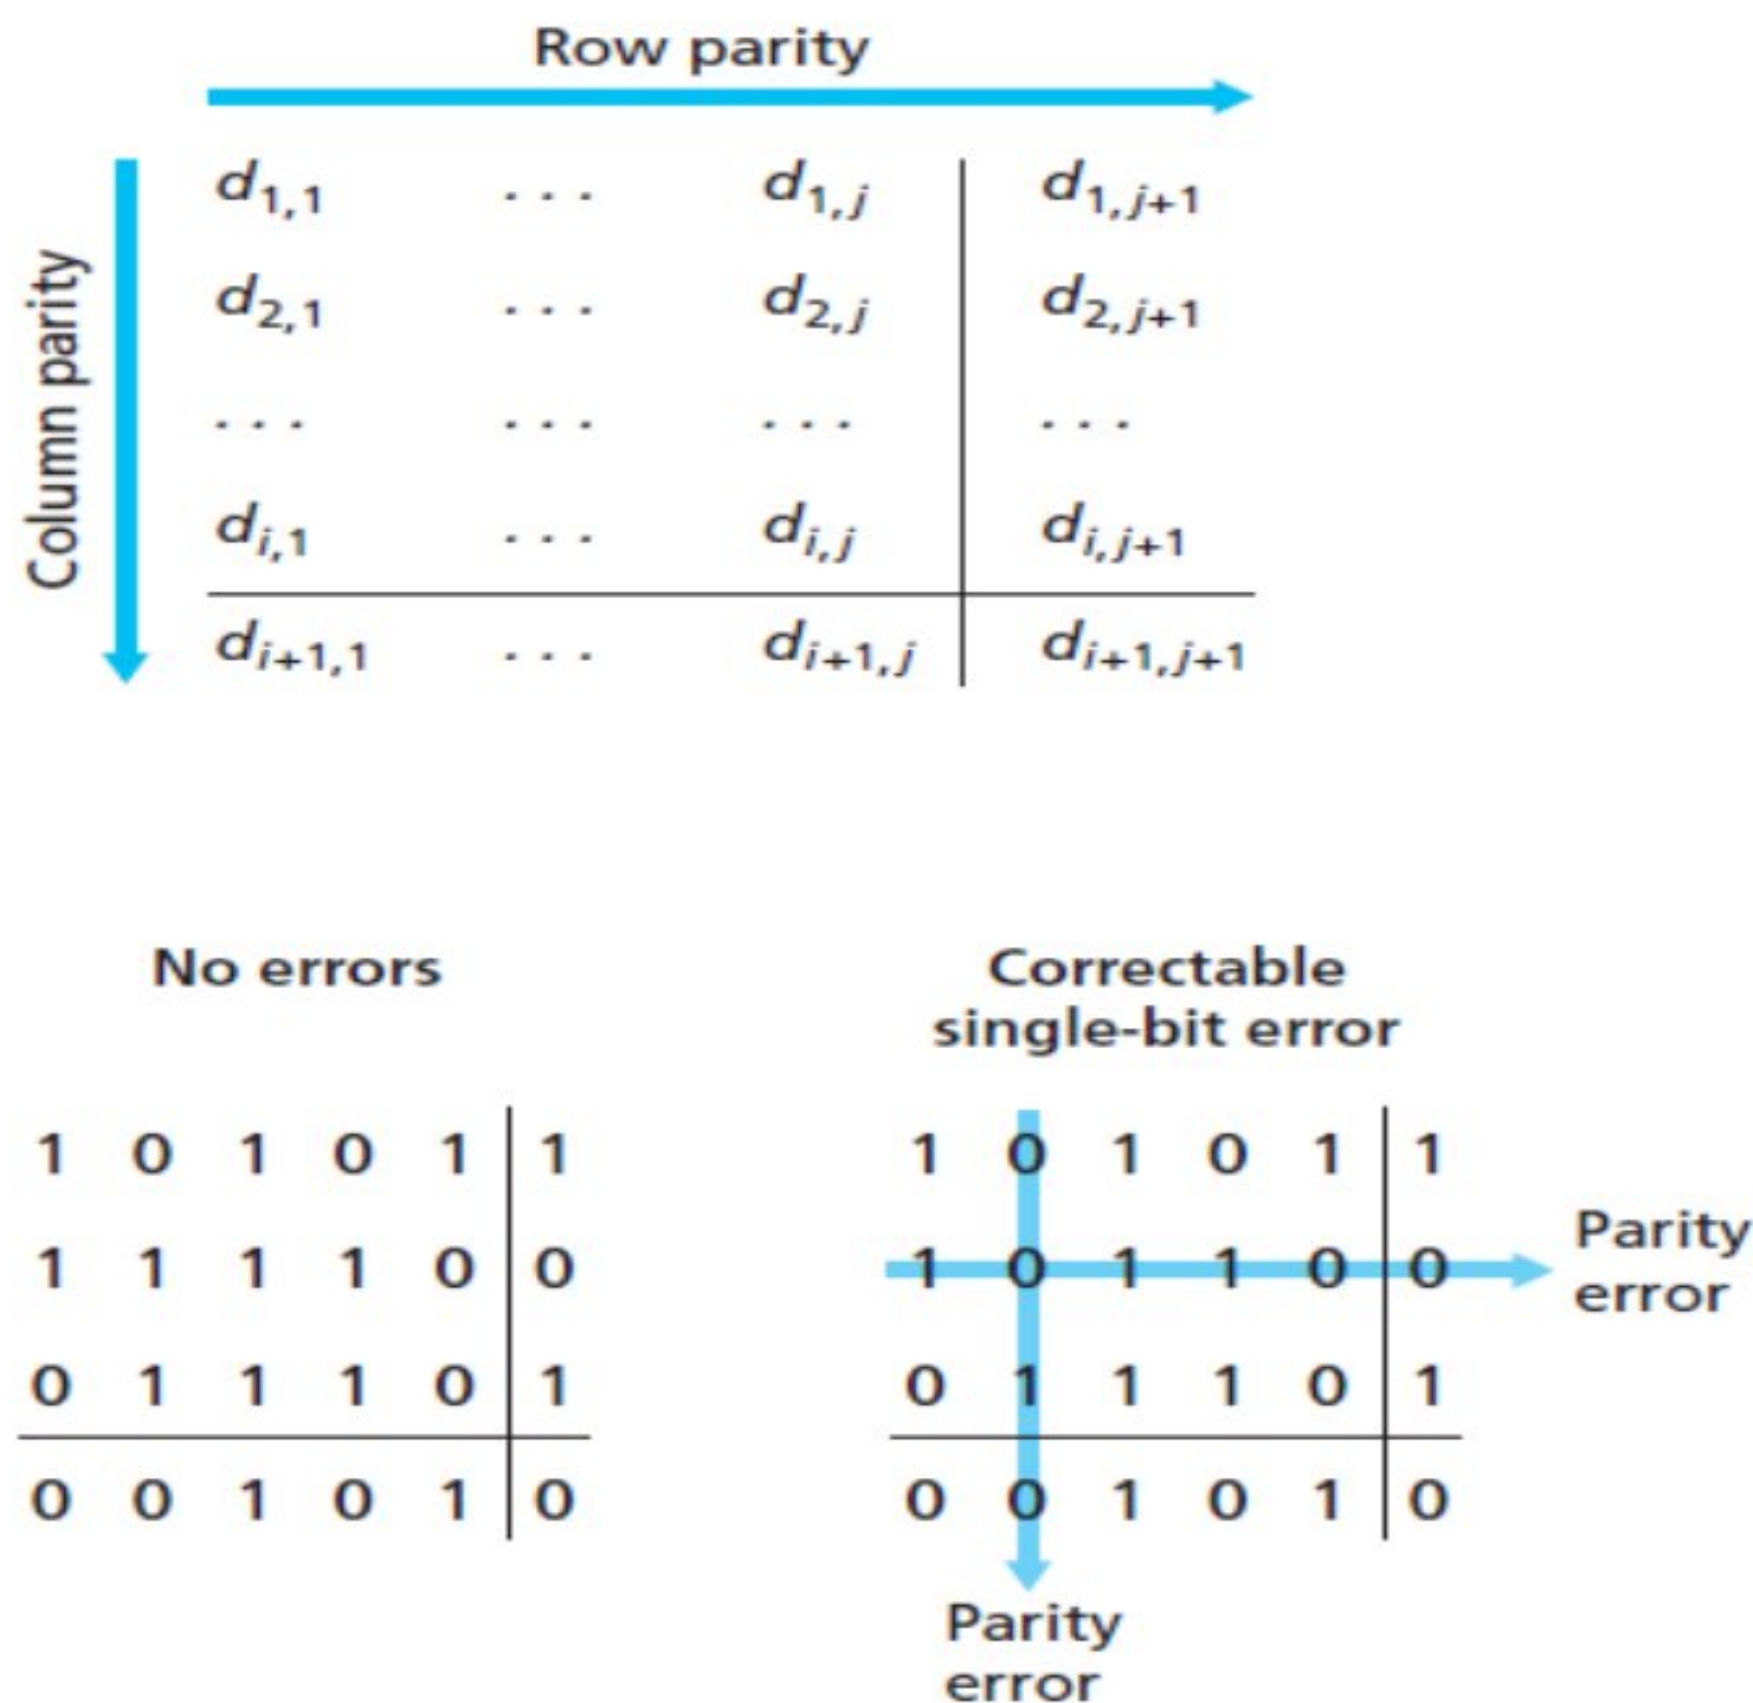 Row parity
Column parity
d1,1 ... d1,j d1,j+1
d2,1 ... d2,j d2,j+1
... ... ... ...
di,1 ... di,j di,j+1
di+1,1 ... di+1,j di+1,j+1
No errors
1 0 1 0 1 1
1 1 1 1 0 0
0 1 1 1 0 1
0 0 1 0 1 0
Correctable
single-bit error
1 0 1 0 1 1
1 0 1 1 0 0
0 1 1 1 0 1
0 0 1 0 1 0
Parity
error
Parity
error